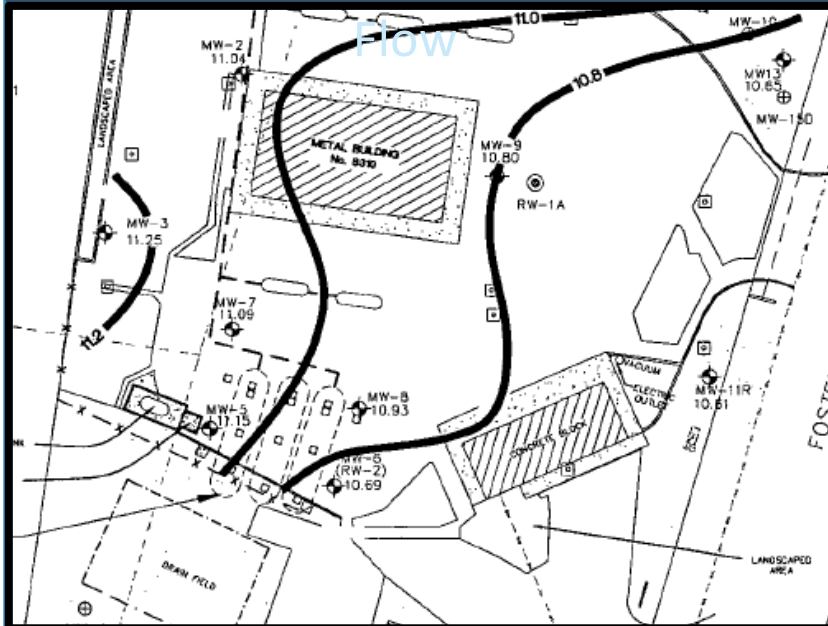 Flow
11.0
MW-10
MW-2
11.04
MW13
10.65
10.8
MW-15D
LANDSCAPED AREA
METAL BUILDING
No. 8310
MW-9
10.80
RW-1A
MW-3
11.25
MW-7
11.09
11.2
VACUUM
ELECTRIC
OUTLET
MW-11R
10.61
MW-8
10.93
MW-5
11.15
CONCRETE BLOCK
FOSTE
MW-6
(RW-2)
10.69
DRAIN FIELD
LANDSCAPED
AREA